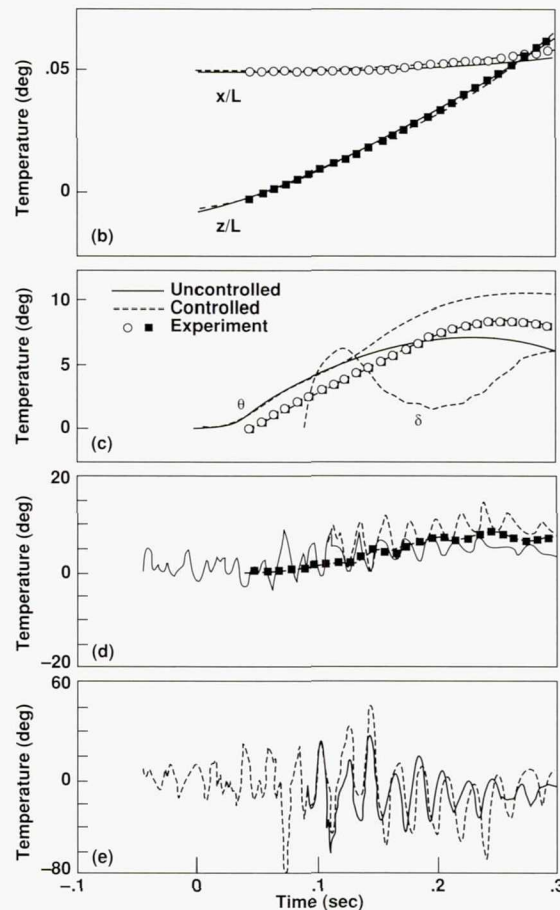 Temperature (deg)
.05
0
x/L
z/L
(b)
Temperature (deg)
10
5
0
Uncontrolled
Controlled
Experiment
θ
δ
(c)
Temperature (deg)
20
0
–20
(d)
Temperature (deg)
60
0
–80
(e)
–.1
0
.1
.2
.3
Time (sec)